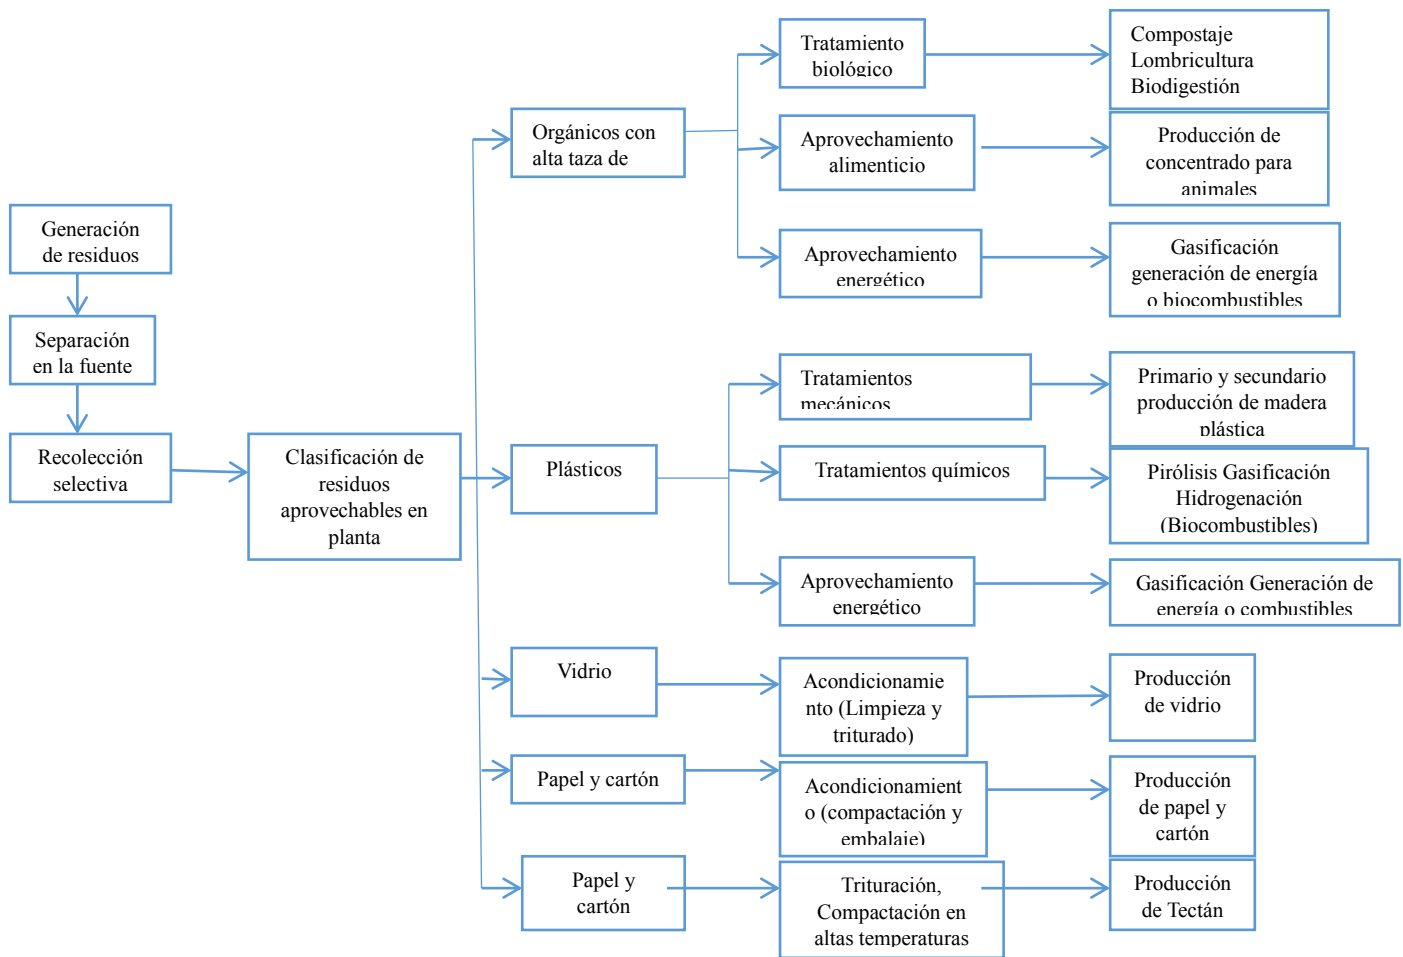 Generación
de residuos
Separación
en la fuente
Recolección
selectiva
Clasificación de
residuos
aprovechables en
planta
Orgánicos con
alta taza de
Tratamiento
biológico
Compostaje
Lombricultura
Biodigestión
Aprovechamiento
alimenticio
Producción de
concentrado para
animales
Aprovechamiento
energético
Gasificación
generación de energía
o biocombustibles
Plásticos
Tratamientos
mecánicos
Primario y secundario
producción de madera
plástica
Tratamientos químicos
Pirólisis Gasificación
Hidrogenación
(Biocombustibles)
Aprovechamiento
energético
Gasificación Generación de
energía o combustibles
Vidrio
Acondicionamie
nto (Limpieza y
triturado)
Producción
de vidrio
Papel y cartón
Acondicionamient
o (compactación y
embalaje)
Producción
de papel y
cartón
Papel y
cartón
Trituración,
Compactación en
altas temperaturas
Producción
de Tectán